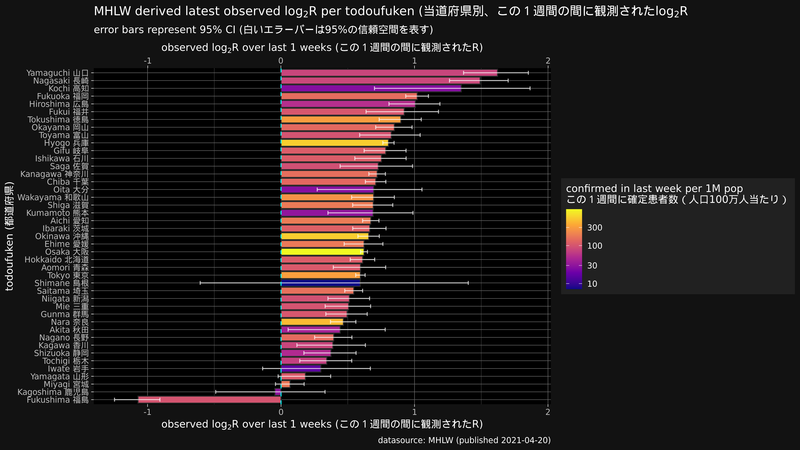 MHLW derived latest observed log₂R per todoufuken (当道府県別、この１週間の間に観測されたlog₂R
error bars represent 95% CI (白いエラーバーは95%の信頼空間を表す)
observed log₂R over last 1 weeks (この１週間の間に観測されたR)
-1 0 1 2
todoufuken (都道府県)
Yamaguchi 山口
Nagasaki 長崎
Kochi 高知
Fukuoka 福岡
Hiroshima 広島
Fukui 福井
Tokushima 徳島
Okayama 岡山
Toyama 富山
Hyogo 兵庫
Gifu 岐阜
Ishikawa 石川
Saga 佐賀
Kanagawa 神奈川
Chiba 千葉
Oita 大分
Wakayama 和歌山
Shiga 滋賀
Kumamoto 熊本
Aichi 愛知
Ibaraki 茨城
Okinawa 沖縄
Ehime 愛媛
Osaka 大阪
Hokkaido 北海道
Aomori 青森
Tokyo 東京
Shimane 島根
Saitama 埼玉
Niigata 新潟
Mie 三重
Gunma 群馬
Nara 奈良
Akita 秋田
Nagano 長野
Kagawa 香川
Shizuoka 静岡
Tochigi 栃木
Iwate 岩手
Yamagata 山形
Miyagi 宮城
Kagoshima 鹿児島
Fukushima 福島
-1 0 1 2
observed log₂R over last 1 weeks (この１週間の間に観測されたR)
confirmed in last week per 1M pop
この１週間に確定患者数（人口100万人当たり）
300
100
30
10
datasource: MHLW (published 2021-04-20)